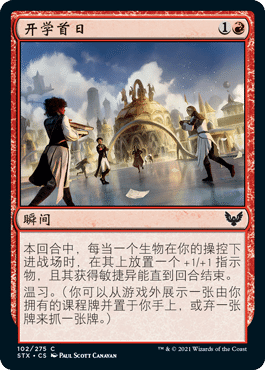 开学首日 1
瞬间
本回合中，每当一个生物在你的操控下
进战场时，在其上放置一个 +1/+1 指示
物，且其获得敏捷异能直到回合结束。
温习。（你可以从游戏外展示一张由你
拥有的课程牌并置于你手上，或弃一张
牌来抓一张牌。）
102/275 C
STX • CS PAUL SCOTT CANAVAN
™ & © 2021 Wizards of the Coast